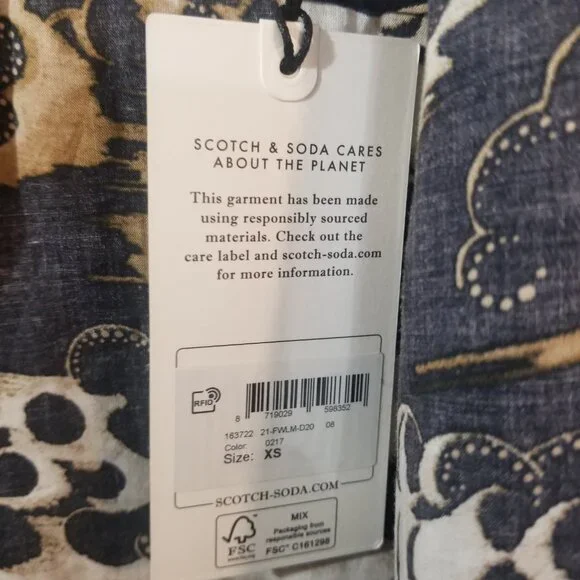 SCOTCH & SODA CARES
ABOUT THE PLANET
This garment has been made
using responsibly sourced
materials. Check out the
care label and scotch-soda.com
for more information.
RFID
8 719029 598352
163722 21-FWLM-D20 08
Color: 0217
Size: XS
SCOTCH-SODA.COM
FSC
MIX
Packaging from
responsible sources
FSC® C161298